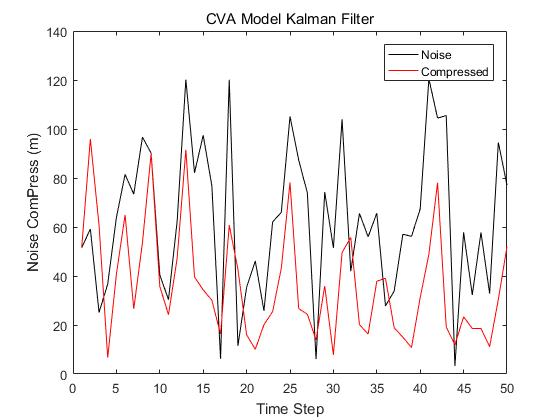 CVA Model Kalman Filter
Noise
Compressed
140
120
100
80
60
40
20
0
Noise ComPress (m)
0 5 10 15 20 25 30 35 40 45 50
Time Step